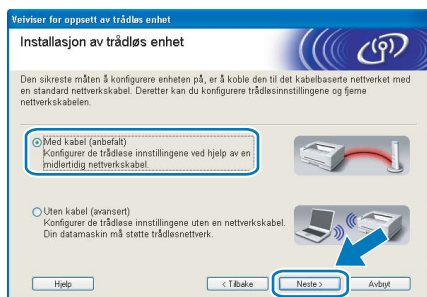 Veiviser for oppsett av trådløs enhet
Installasjon av trådløs enhet
Den sikreste måten å konfigurere enheten på, er å koble den til det kabelbaserte nettverket med
en standard nettverkskabel. Deretter kan du konfigurere trådløsinnstillingene og fjerne
nettverkskabelen.
Med kabel (anbefalt)
Konfigurer de trådløse innstillingene ved hjelp av en
midlertidig nettverkskabel.
Uten kabel (avansert)
Konfigurer de trådløse innstillingene uten en nettverkskabel.
Din datamaskin må støtte trådløsnettverk.
Hjelp
< Tilbake
Neste >
Avbryt